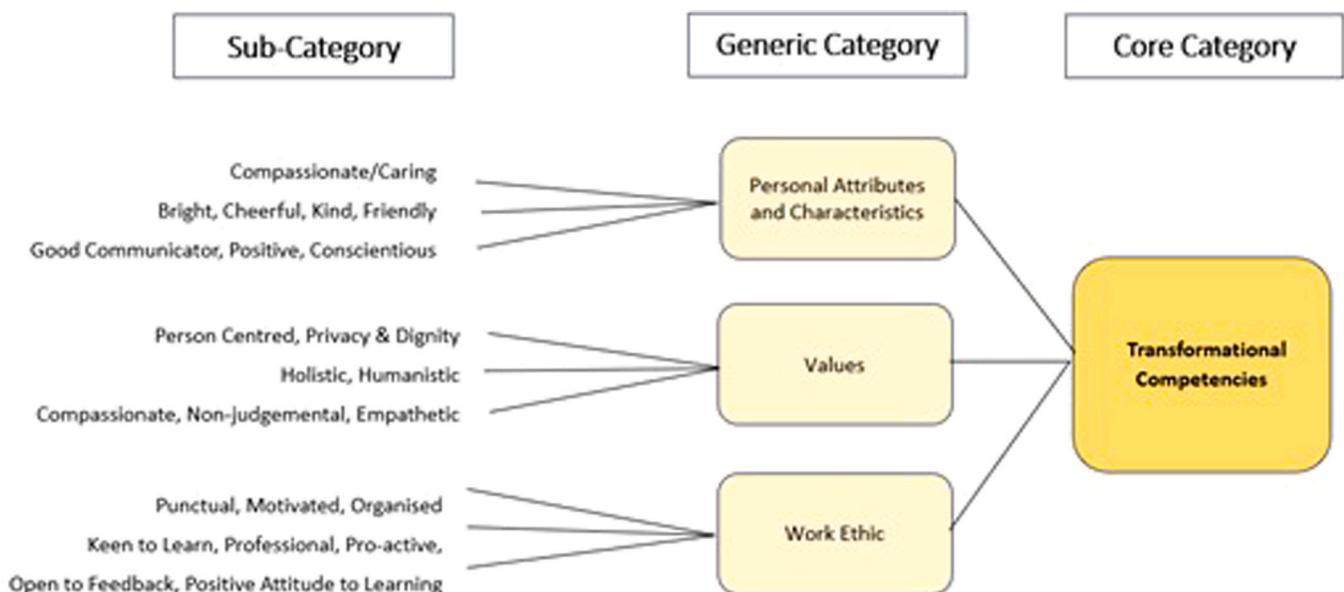 Sub-Category
Generic Category
Core Category
Compassionate/Caring
Bright, Cheerful, Kind, Friendly
Good Communicator, Positive, Conscientious
Personal Attributes
and Characteristics
Person Centred, Privacy & Dignity
Holistic, Humanistic
Compassionate, Non-judgemental, Empathetic
Values
Transformational
Competencies
Punctual, Motivated, Organised
Keen to Learn, Professional, Pro-active,
Open to Feedback, Positive Attitude to Learning
Work Ethic